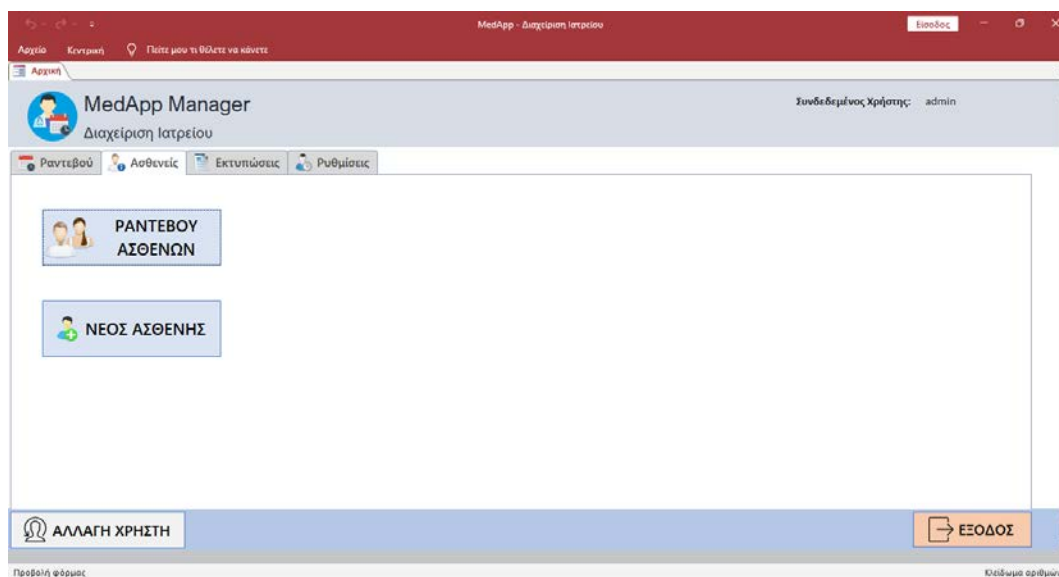 MedApp - Διαχείριση Ιατρείου
Είσοδος
Αρχείο Κεντρική Πείτε μου τι θέλετε να κάνετε
Αρχική
MedApp Manager
Διαχείριση Ιατρείου
Συνδεδεμένος Χρήστης: admin
Ραντεβού Ασθενείς Εκτυπώσεις Ρυθμίσεις
ΡΑΝΤΕΒΟΥ
ΑΣΘΕΝΩΝ
ΝΕΟΣ ΑΣΘΕΝΗΣ
ΑΛΛΑΓΗ ΧΡΗΣΤΗ
ΕΞΟΔΟΣ
Προβολή φόρμας
Κλείδωμα αριθμών